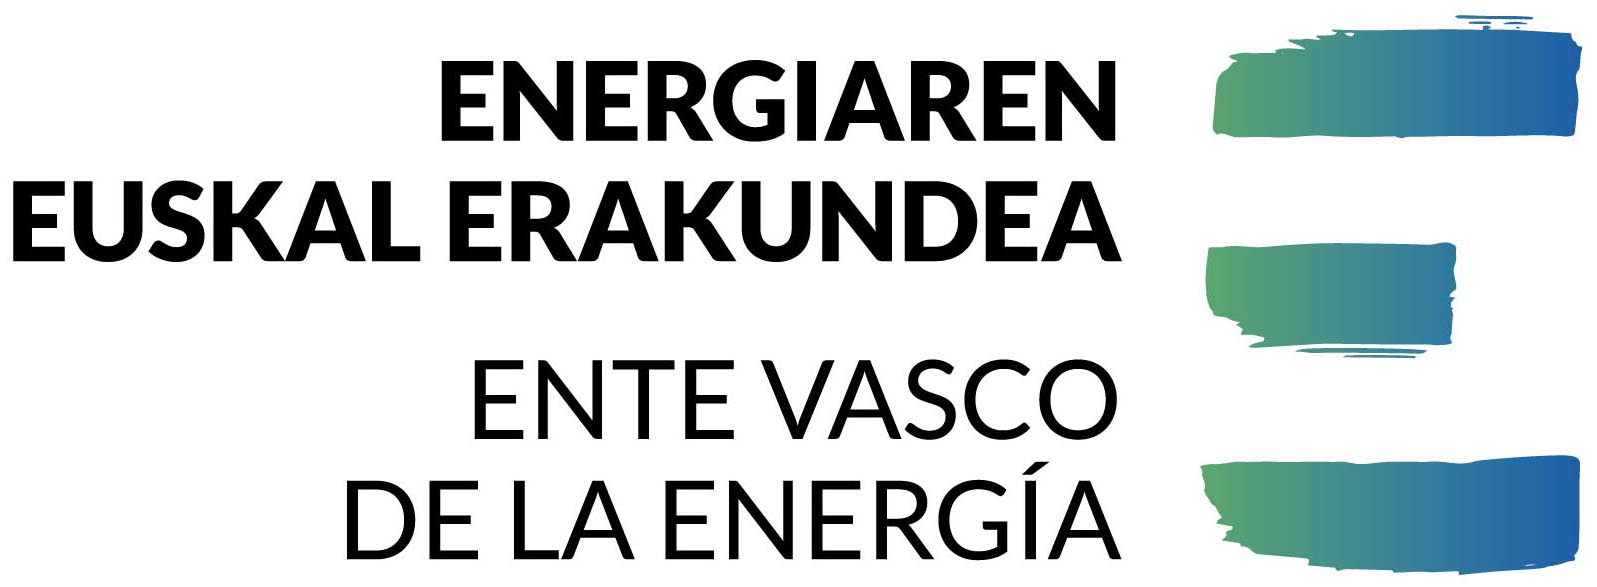 ENERGIAREN
EUSKAL ERAKUNDEA
ENTE VASCO
DE LA ENERGÍA